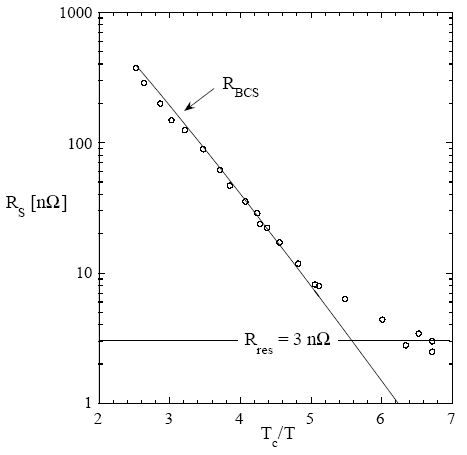 1000
R_BCS
100
R_S [nΩ]
10
R_res = 3 nΩ
1
2 3 4 5 6 7
T_c/T